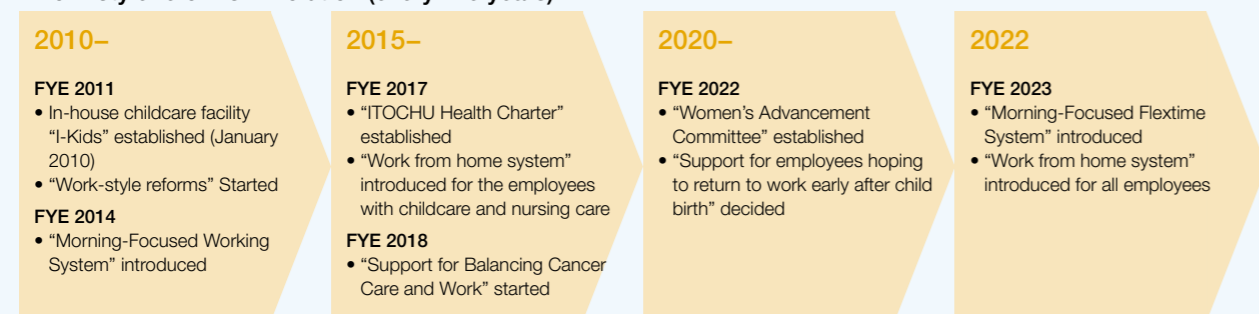 2010–
FYE 2011
• In-house childcare facility
“I-Kids” established (January
2010)
• “Work-style reforms” Started
FYE 2014
• “Morning-Focused Working
System” introduced
2015–
FYE 2017
• “ITOCHU Health Charter”
established
• “Work from home system”
introduced for the employees
with childcare and nursing care
FYE 2018
• “Support for Balancing Cancer
Care and Work” started
2020–
FYE 2022
• “Women’s Advancement
Committee” established
• “Support for employees hoping
to return to work early after child
birth” decided
2022
FYE 2023
• “Morning-Focused Flextime
System” introduced
• “Work from home system”
introduced for all employees